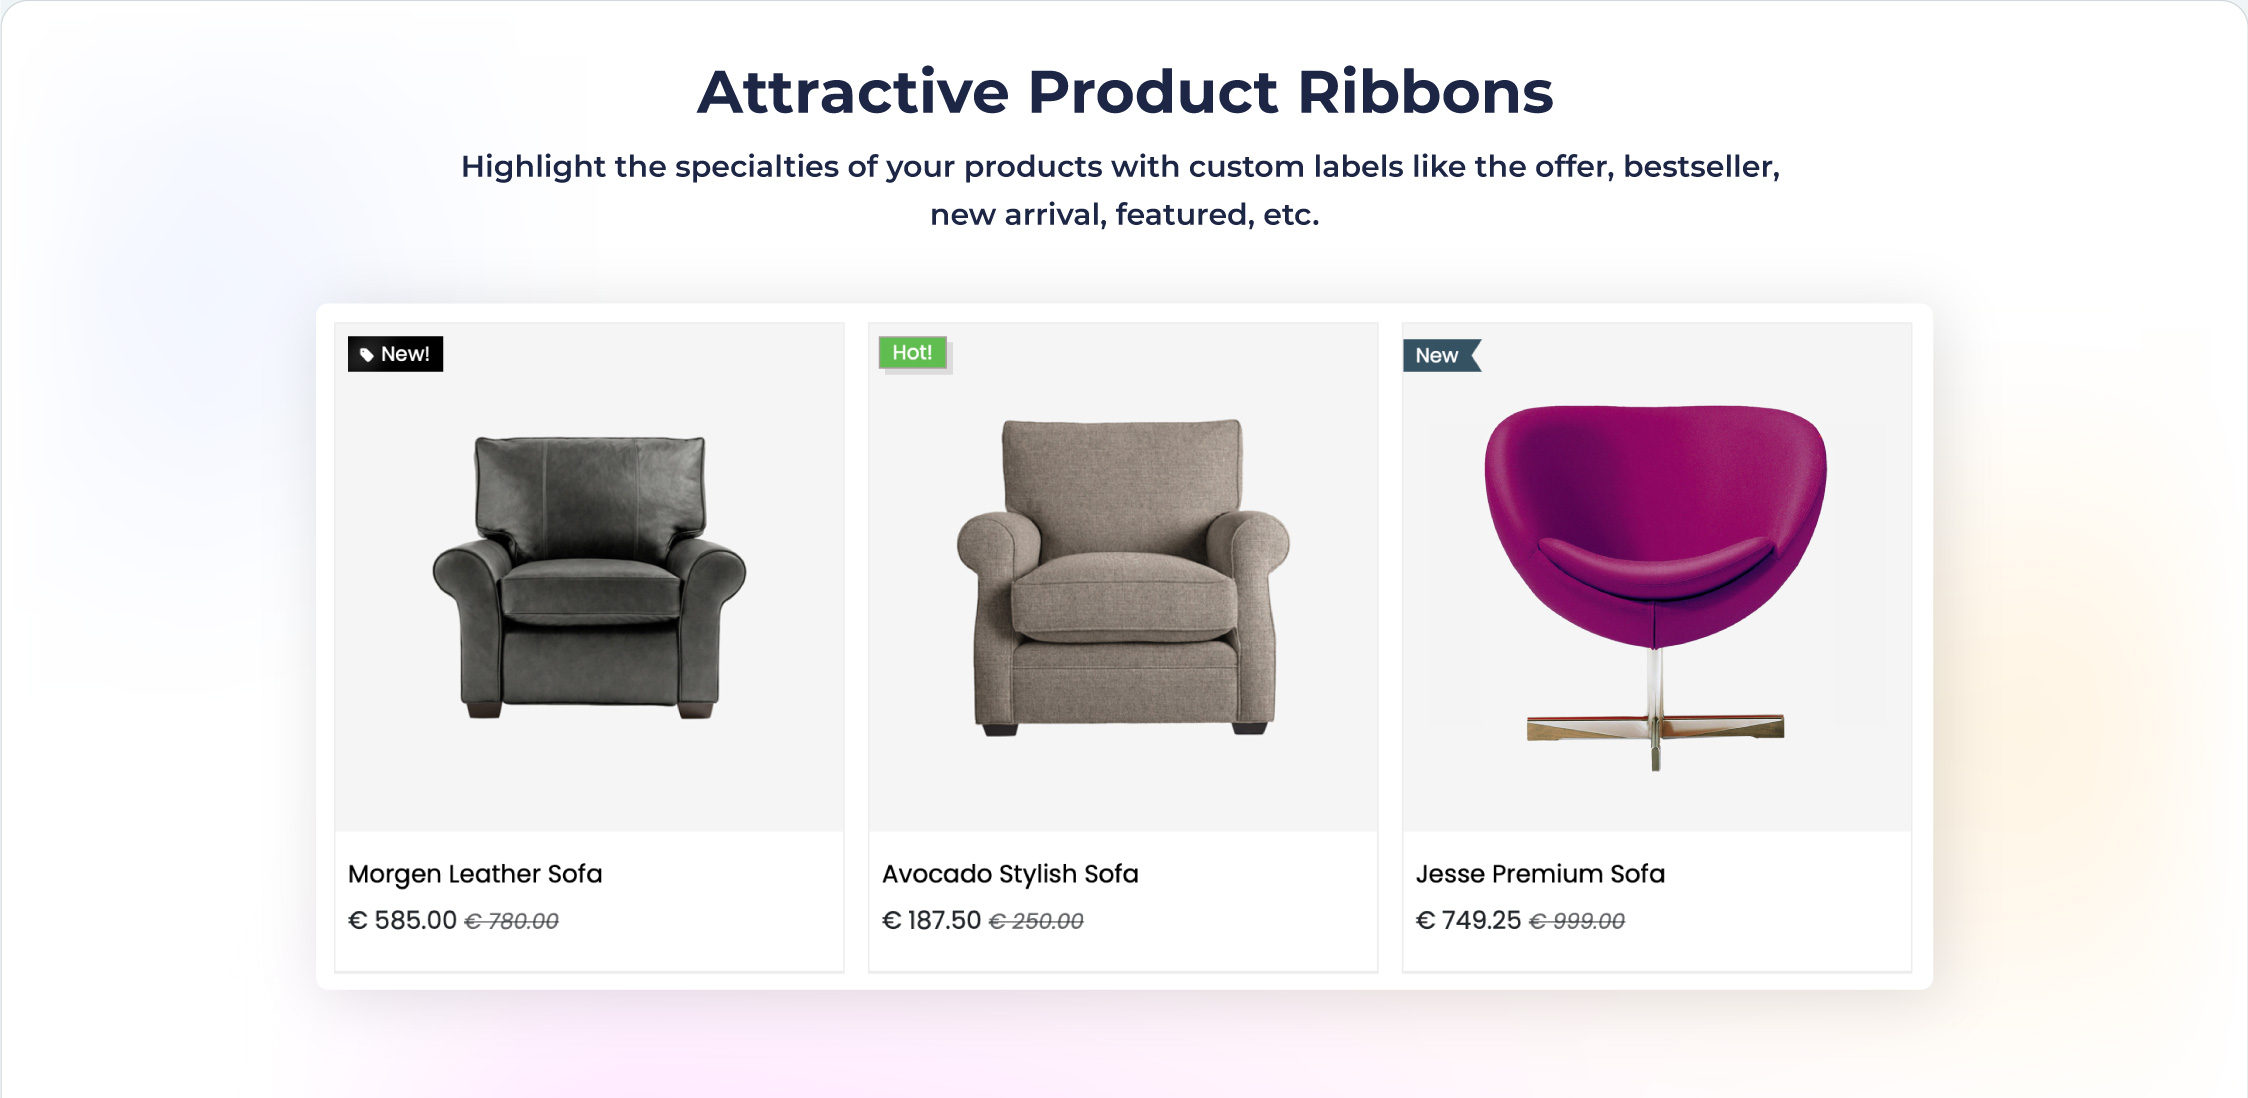 Attractive Product Ribbons
Highlight the specialties of your products with custom labels like the offer, bestseller,
new arrival, featured, etc.
New!
Hot!
New
Morgen Leather Sofa
€ 585.00 € 780.00
Avocado Stylish Sofa
€ 187.50 € 250.00
Jesse Premium Sofa
€ 749.25 € 999.00